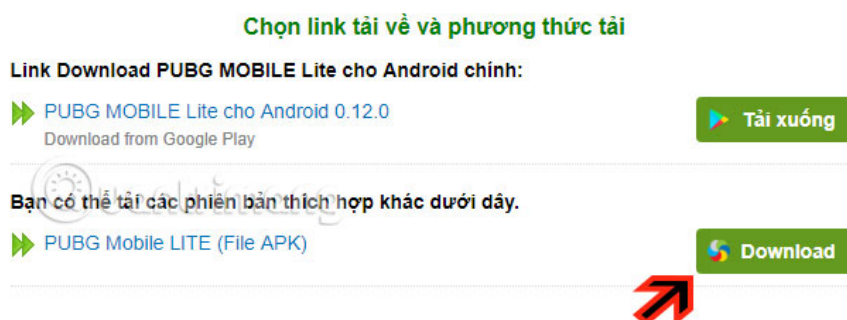 Chọn link tải về và phương thức tải
Link Download PUBG MOBILE Lite cho Android chính:
PUBG MOBILE Lite cho Android 0.12.0
Tải xuống
Download from Google Play
Quantrimang
Bạn có thể tải các phiên bản thích hợp khác dưới dây.
PUBG Mobile LITE (File APK)
Download